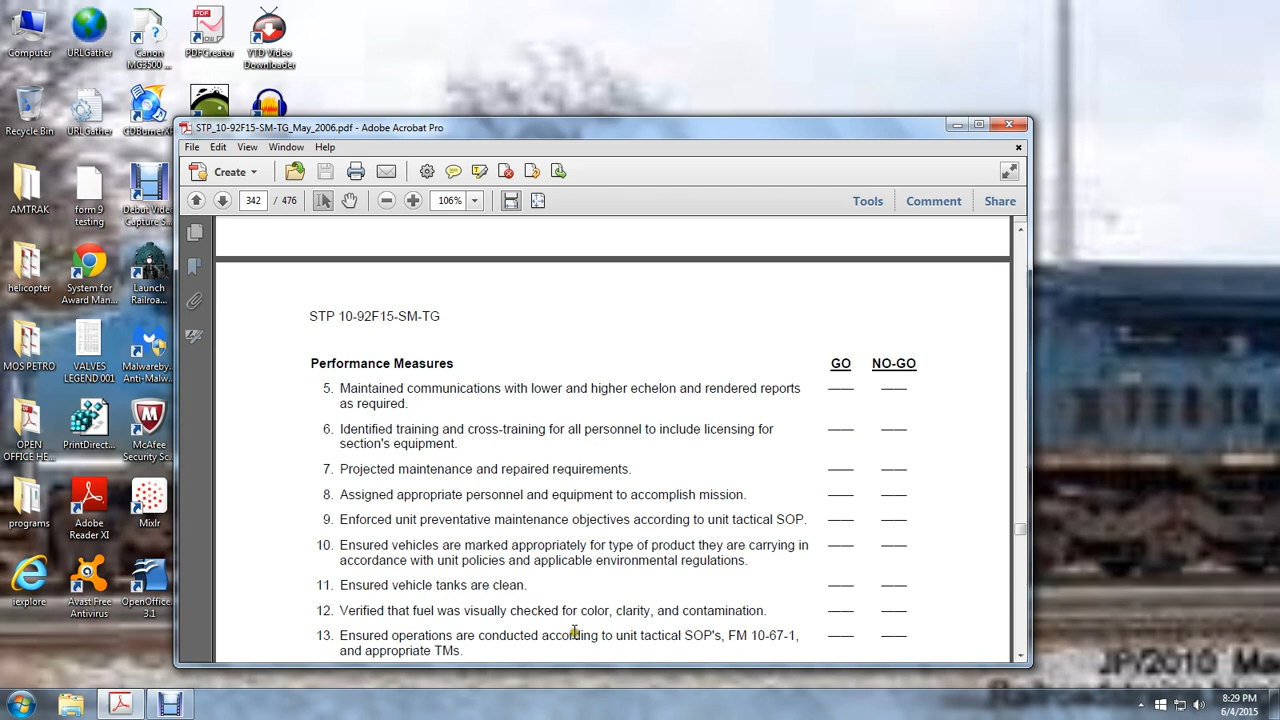 Computer
URLGather
Canon
MG3500 ...
PDFCreator
YTD Video
Downloader
Recycle Bin
URLGather
CDBurnerXP
AMTRAK
form 9
testing
Debut Video
Capture S...
helicopter
System for
Award Man...
Launch
Railroa...
MOS PETRO
VALVES
LEGEND 001
Malwareby...
Anti-Malw...
OPEN
OFFICE HE...
PrintDirect...
McAfee
Security Sc...
programs
Adobe
Reader XI
Mixlr
iexplore
Avast Free
Antivirus
OpenOffice...
3.1
STP_10-92F15-SM-TG_May_2006.pdf - Adobe Acrobat Pro
File Edit View Window Help
Create
342 / 476 106% Tools Comment Share
STP 10-92F15-SM-TG
Performance Measures GO NO-GO
5. Maintained communications with lower and higher echelon and rendered reports
as required.
6. Identified training and cross-training for all personnel to include licensing for
section's equipment.
7. Projected maintenance and repaired requirements.
8. Assigned appropriate personnel and equipment to accomplish mission.
9. Enforced unit preventative maintenance objectives according to unit tactical SOP.
10. Ensured vehicles are marked appropriately for type of product they are carrying in
accordance with unit policies and applicable environmental regulations.
11. Ensured vehicle tanks are clean.
12. Verified that fuel was visually checked for color, clarity, and contamination.
13. Ensured operations are conducted according to unit tactical SOP's, FM 10-67-1,
and appropriate TMs.
JP/2010
8:29 PM
6/4/2015